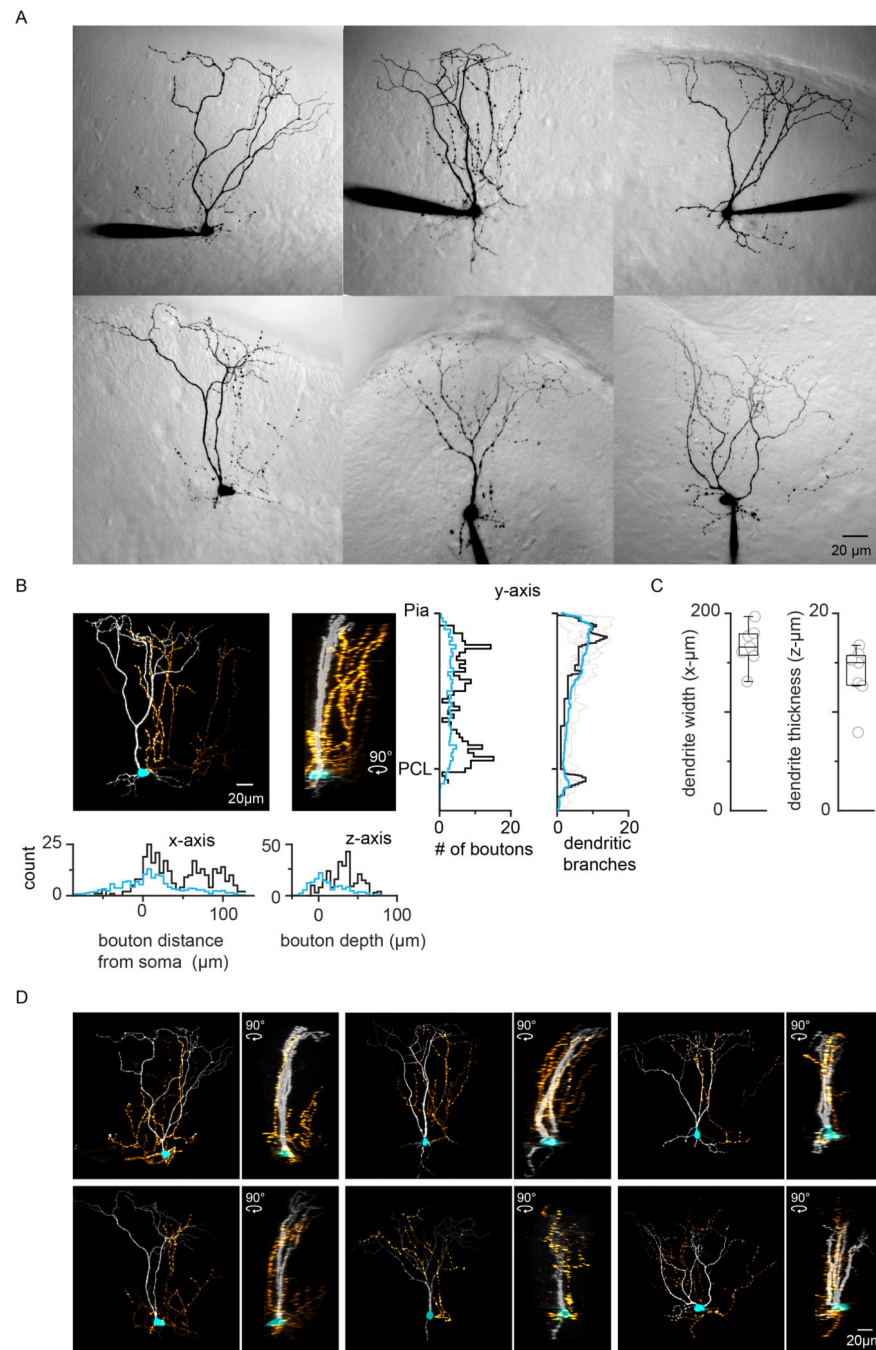 A
20 µm
B
y-axis
C
Pia
PCL
20µm
90°
0
20
# of boutons
0
20
dendritic
branches
200
0
dendrite width (x-µm)
20
0
dendrite thickness (z-µm)
25
0
count
x-axis
0
100
bouton distance
from soma (µm)
50
0
z-axis
0
100
bouton depth (µm)
D
90°
90°
90°
90°
90°
90°
20µm